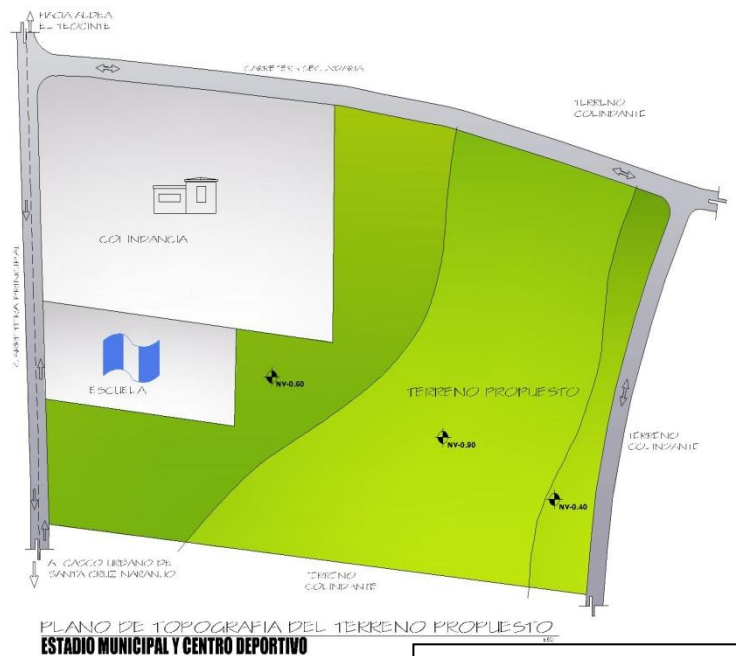 HACIA ALDEA
EL TEOCINTE
CARRETERA SECUNDARIA
TERRENO
COLINDANTE
COLINDANCIA
CARRETERA PRINCIPAL
ESCUELA
NV-0.60
TERRENO PROPUESTO
NV-0.90
TERRENO
COLINDANTE
NV-0.40
A CASCO URBANO DE
SANTA CRUZ NARANJO
TERRENO
COLINDANTE
PLANO DE TOPOGRAFIA DEL TERRENO PROPUESTO
ESTADIO MUNICIPAL Y CENTRO DEPORTIVO